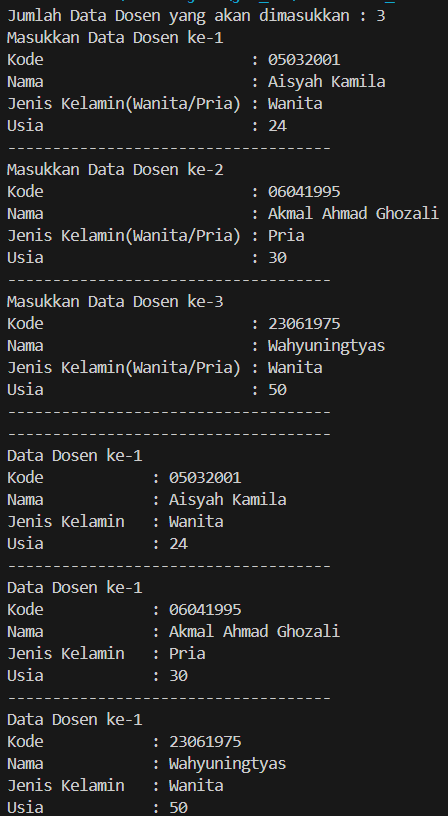 Jumlah Data Dosen yang akan dimasukkan : 3
Masukkan Data Dosen ke-1
Kode                       : 05032001
Nama                       : Aisyah Kamila
Jenis Kelamin(Wanita/Pria) : Wanita
Usia                       : 24
------------------------------------
Masukkan Data Dosen ke-2
Kode                       : 06041995
Nama                       : Akmal Ahmad Ghozali
Jenis Kelamin(Wanita/Pria) : Pria
Usia                       : 30
------------------------------------
Masukkan Data Dosen ke-3
Kode                       : 23061975
Nama                       : Wahyuningtyas
Jenis Kelamin(Wanita/Pria) : Wanita
Usia                       : 50
------------------------------------
------------------------------------
Data Dosen ke-1
Kode            : 05032001
Nama            : Aisyah Kamila
Jenis Kelamin   : Wanita
Usia            : 24
------------------------------------
Data Dosen ke-1
Kode            : 06041995
Nama            : Akmal Ahmad Ghozali
Jenis Kelamin   : Pria
Usia            : 30
------------------------------------
Data Dosen ke-1
Kode            : 23061975
Nama            : Wahyuningtyas
Jenis Kelamin   : Wanita
Usia            : 50